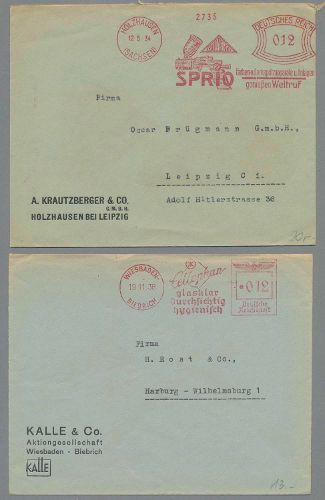 HOLZHAUSEN
12.5.34
(SACHSEN)
2735
DEUTSCHES REICH
012
SPRIO
genießen Weltruf
Firma
Oscar Brügmann G.m.b.H.,
Leipzig C 1.
Adolf Hitlerstrasse 36
A. KRAUTZBERGER & CO.
G.M.B.H.
HOLZHAUSEN BEI LEIPZIG
WIESBADEN-
19.11.38
BIEBRICH
Cellophan
glasklar
durchsichtig
hygienisch
012
Deutsche
Reichspost
Firma
H. Rost & Co.,
Harburg - Wilhelmsburg 1
KALLE & Co.
Aktiengesellschaft
Wiesbaden - Biebrich
KALLE
13.-